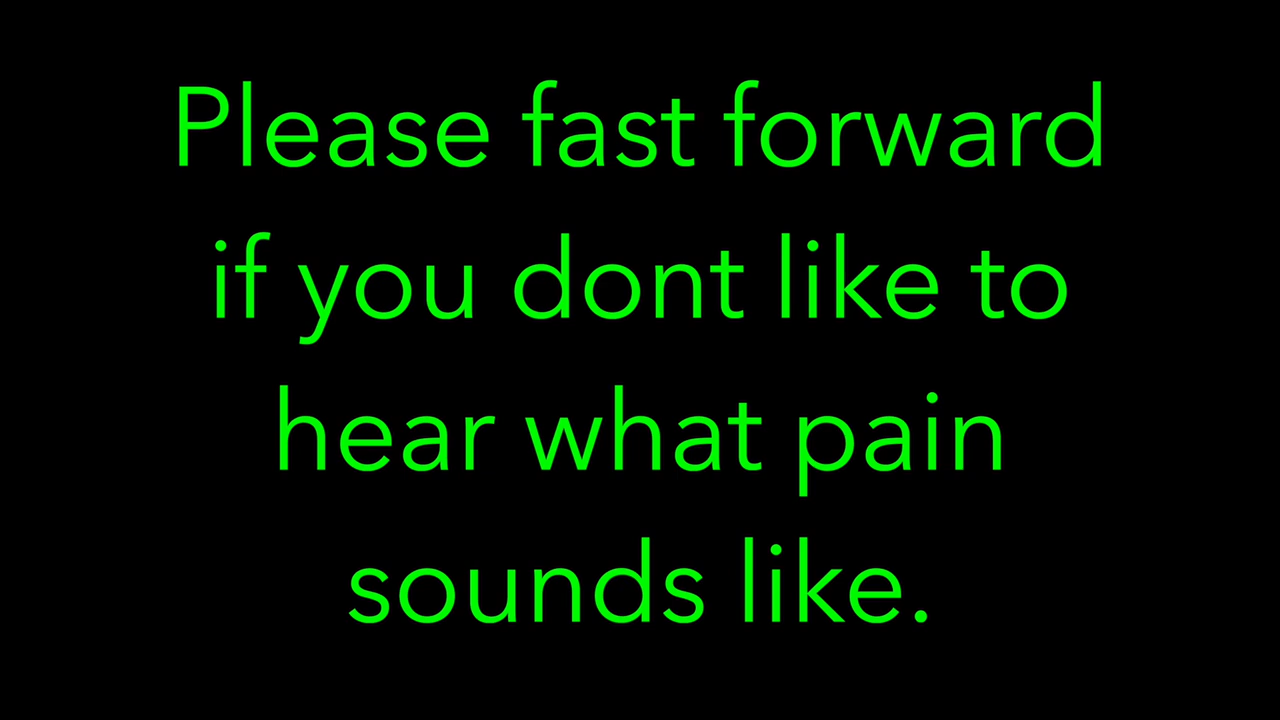 Please fast forward
if you dont like to
hear what pain
sounds like.